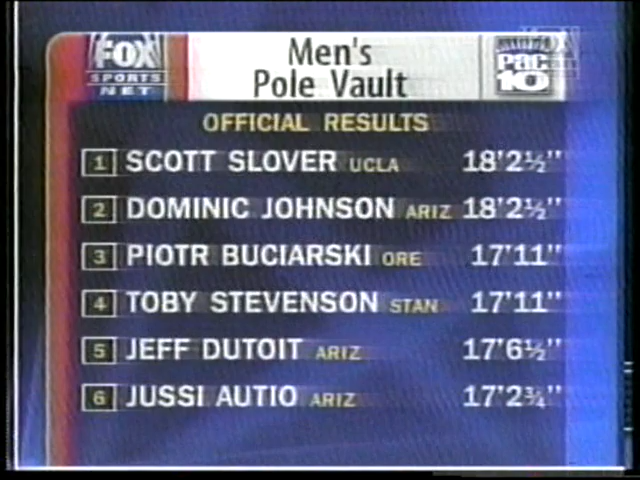 FOX
SPORTS
NET
Men's
Pole Vault
PAC
10
OFFICIAL RESULTS
1 SCOTT SLOVER UCLA 18'2½"
2 DOMINIC JOHNSON ARIZ 18'2½"
3 PIOTR BUCIARSKI ORE 17'11"
4 TOBY STEVENSON STAN 17'11"
5 JEFF DUTOIT ARIZ 17'6½"
6 JUSSI AUTIO ARIZ 17'2¾"